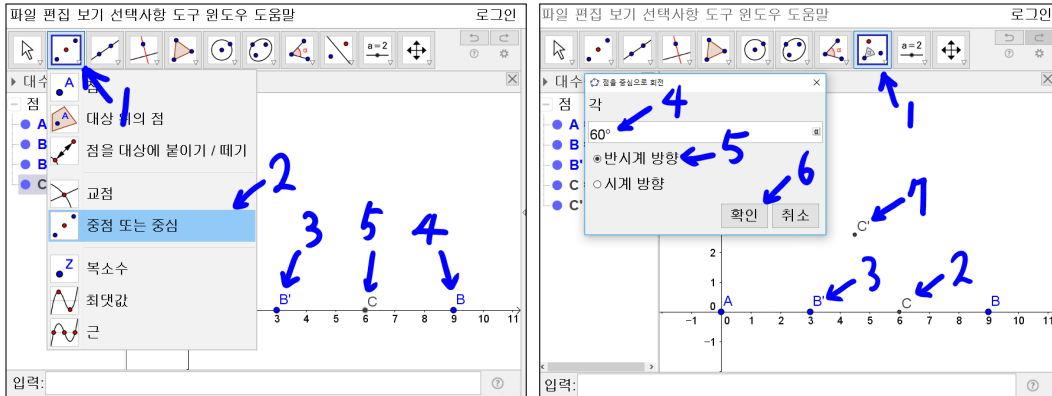 파일 편집 보기 선택사항 도구 윈도우 도움말 로그인
a=2
대수
점
A
B
B
C
A 점
대상 위의 점
점을 대상에 붙이기 / 떼기
교점
중점 또는 중심
z 복소수
최댓값
근
1
2
3 5 4
B' C B
3 4 5 6 7 8 9 10 11
입력:
파일 편집 보기 선택사항 도구 윈도우 도움말 로그인
a=2
대수
점
A
B
B'
C
C'
점을 중심으로 회전
각
60° α
반시계 방향
시계 방향
확인 취소
4
5
6
1
7
C'
3 2
A B' C B
2
1
0
-1
-1 0 1 2 3 4 5 6 7 8 9 10 11
입력: